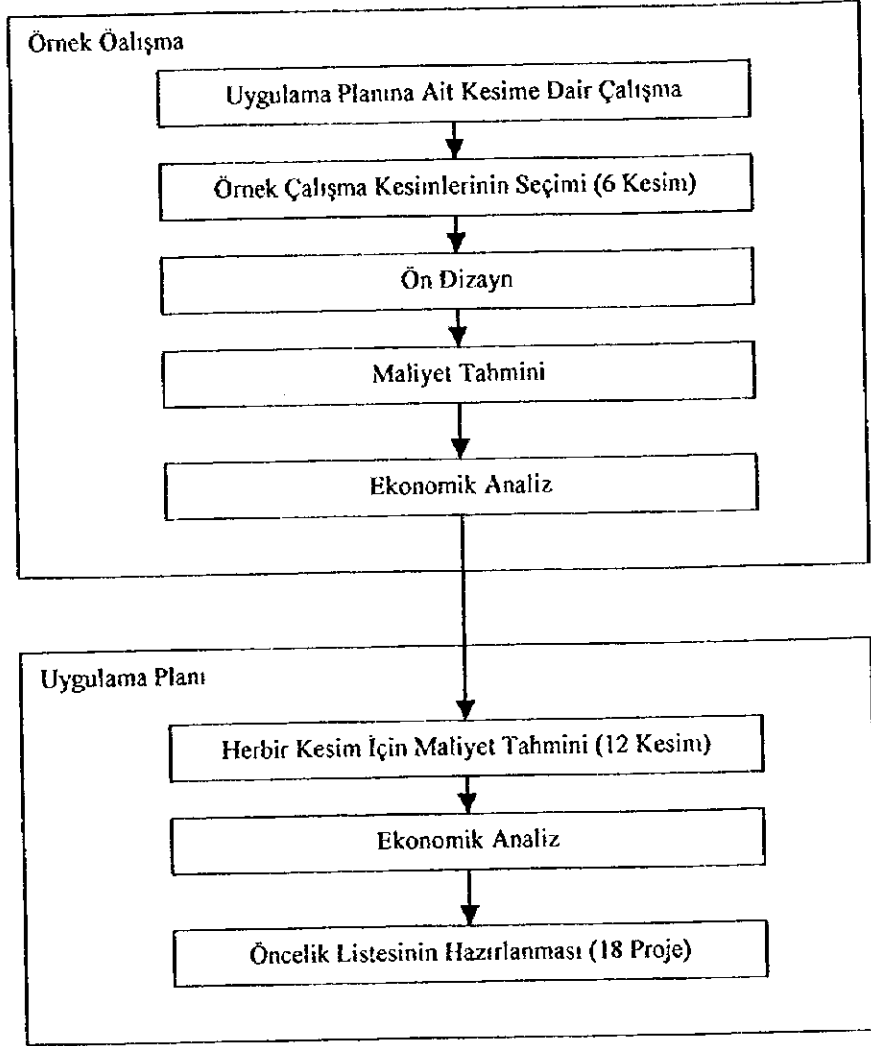 Örnek Öalışma
Uygulama Planına Ait Kesime Dair Çalışma
Örnek Çalışma Kesimlerinin Seçimi (6 Kesim)
Ön Dizayn
Maliyet Tahmini
Ekonomik Analiz
Uygulama Planı
Herbir Kesim İçin Maliyet Tahmini (12 Kesim)
Ekonomik Analiz
Öncelik Listesinin Hazırlanması (18 Proje)